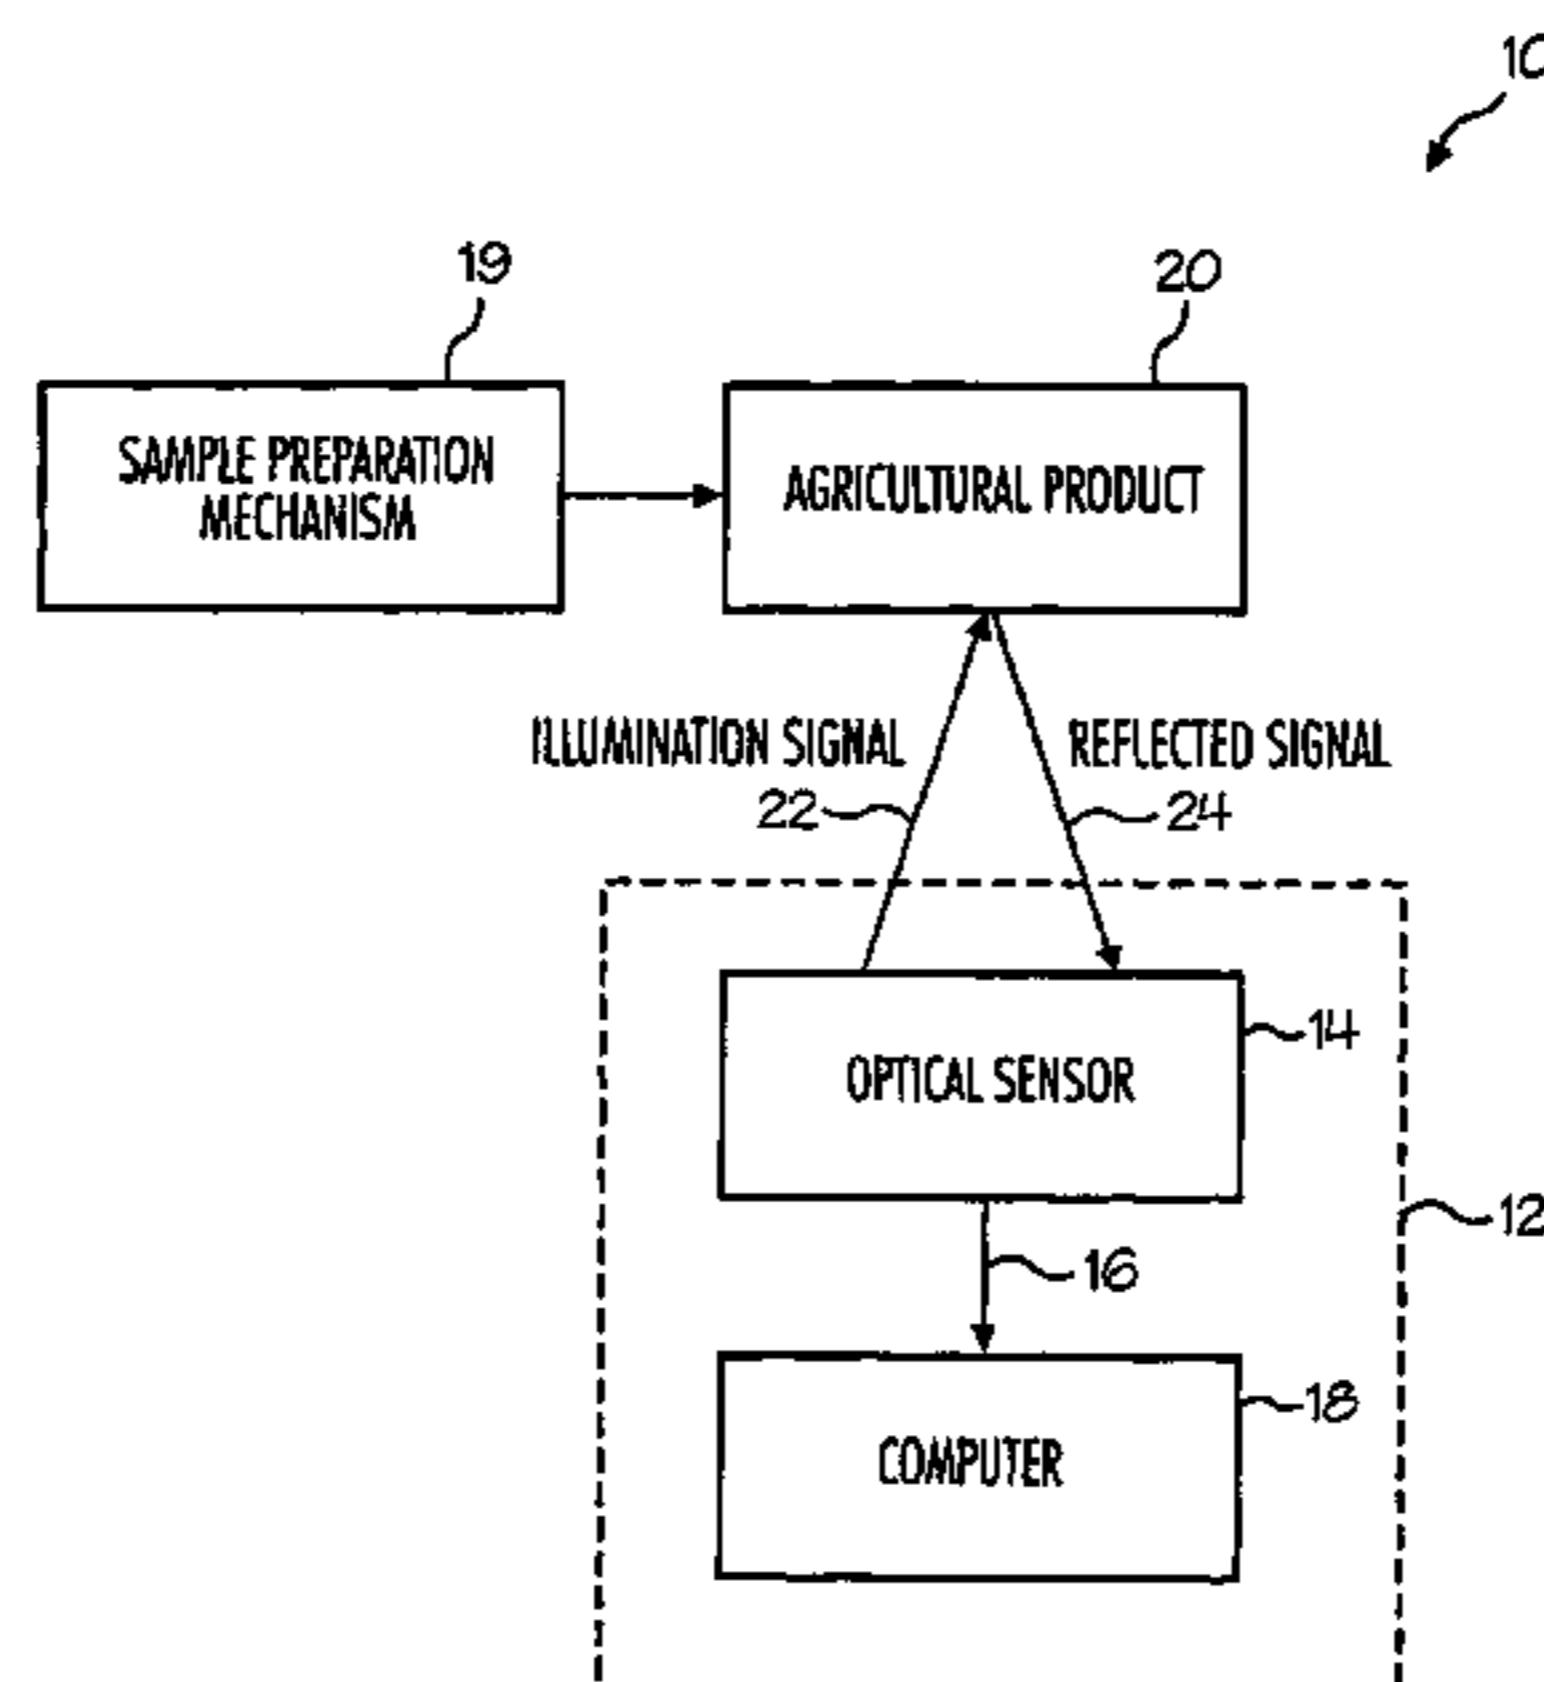 10
19
20
SAMPLE PREPARATION
MECHANISM
AGRICULTURAL PRODUCT
ILLUMINATION SIGNAL
REFLECTED SIGNAL
22
24
14
OPTICAL SENSOR
12
16
18
COMPUTER